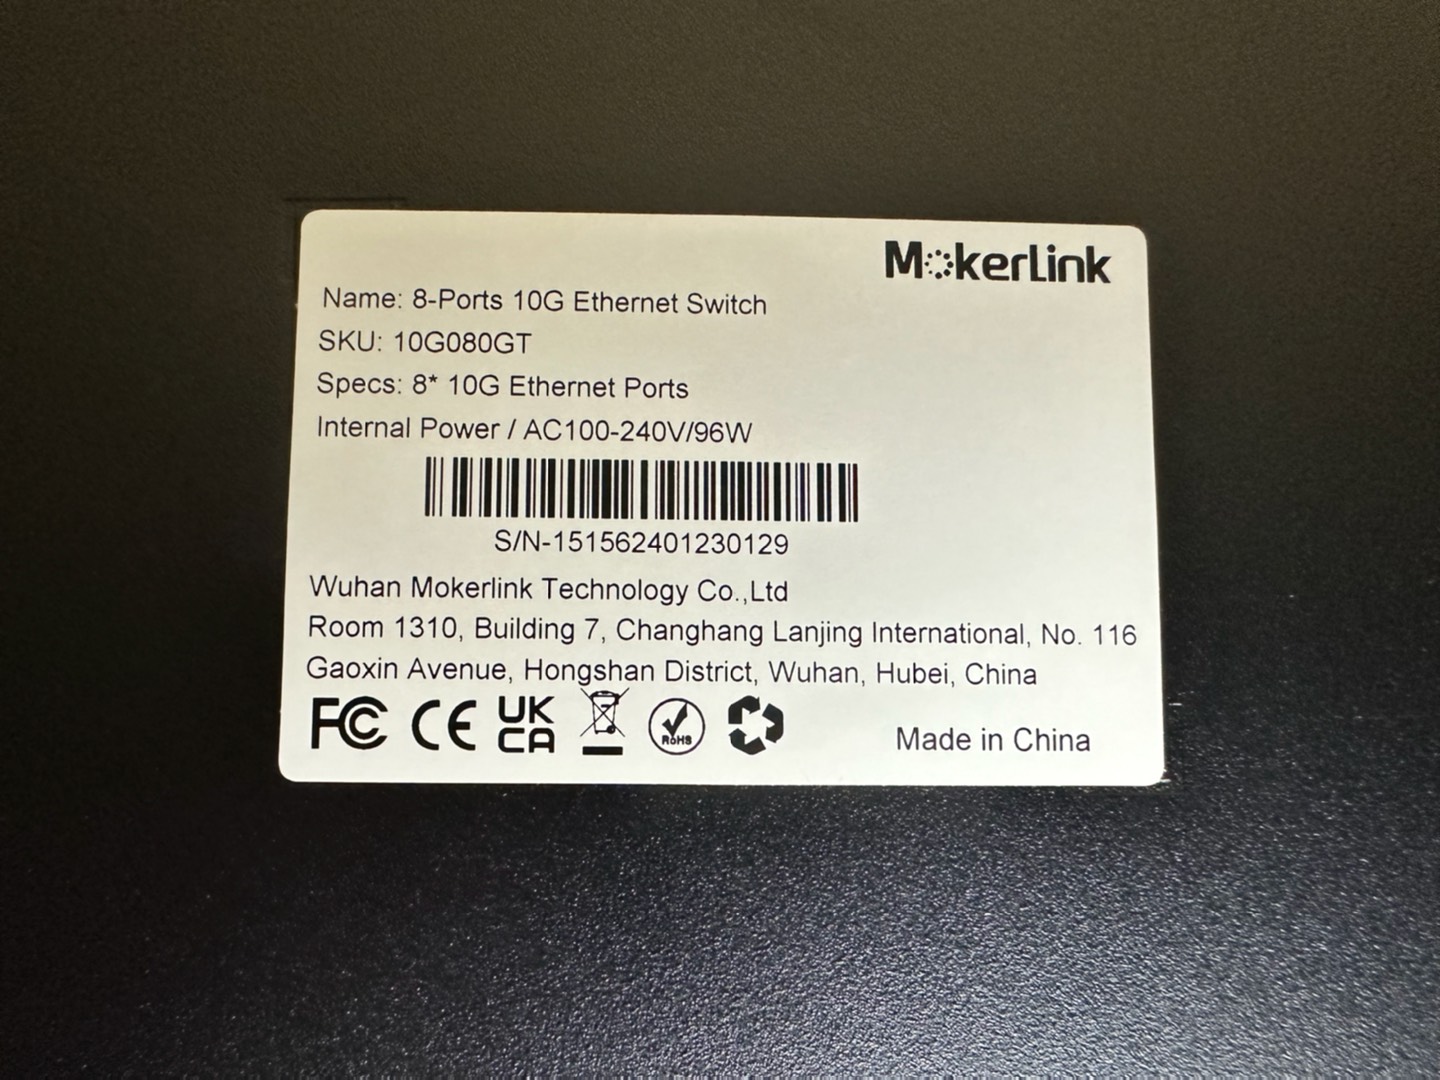 MokerLink
Name: 8-Ports 10G Ethernet Switch
SKU: 10G080GT
Specs: 8* 10G Ethernet Ports
Internal Power / AC100-240V/96W
S/N-151562401230129
Wuhan Mokerlink Technology Co.,Ltd
Room 1310, Building 7, Changhang Lanjing International, No. 116
Gaoxin Avenue, Hongshan District, Wuhan, Hubei, China
FC CE UK CA RoHS
Made in China